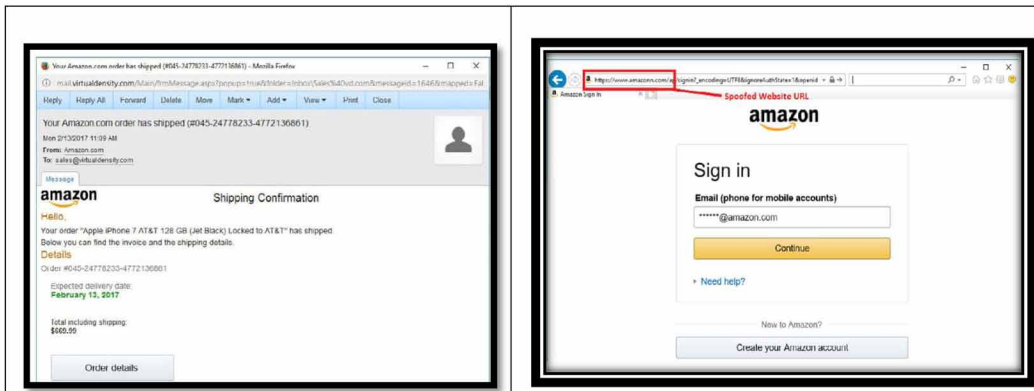 Your Amazon.com order has shipped (#045-24778233-4772136861) - Mozilla Firefox
Reply Reply All Forward Delete Move Mark Add View Print Close
Your Amazon.com order has shipped (#045-24778233-4772136861)
Mon 2/13/2017 11:09 AM
From: Amazon.com
To: sales@virtualdensity.com
Message
amazon
Shipping Confirmation
Hello,
Your order "Apple iPhone 7 AT&T 128 GB (Jet Black) Locked to AT&T" has shipped
Below you can find the invoice and the shipping details.
Details
Order #045-24778233-4772136861
Expected delivery date:
February 13, 2017
Total including shipping:
$669.99
Order details
Amazon Sign In
Spoofed Website URL
amazon
Sign in
Email (phone for mobile accounts)
******@amazon.com
Continue
Need help?
New to Amazon?
Create your Amazon account